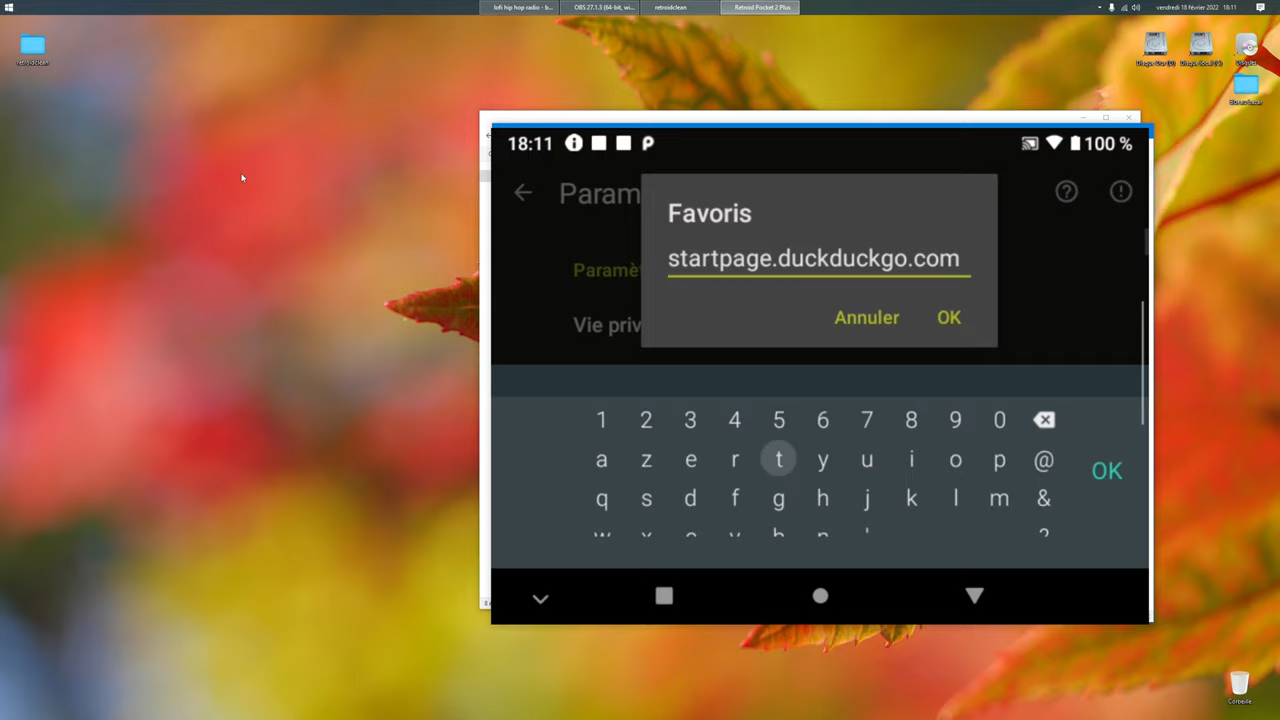 lofi hip hop radio - b...
OBS 27.1.3 (64-bit, wi...
retroidclean
Retroid Pocket 2 Plus
vendredi 18 février 2022
18:11
retroidclean
Corbeille
18:11
100 %
Param
Favoris
startpage.duckduckgo.com
Paramè
Annuler
OK
Vie priv
1 2 3 4 5 6 7 8 9 0
a z e r t y u i o p @
OK
q s d f g h j k l m &
w x c v b n ' ?